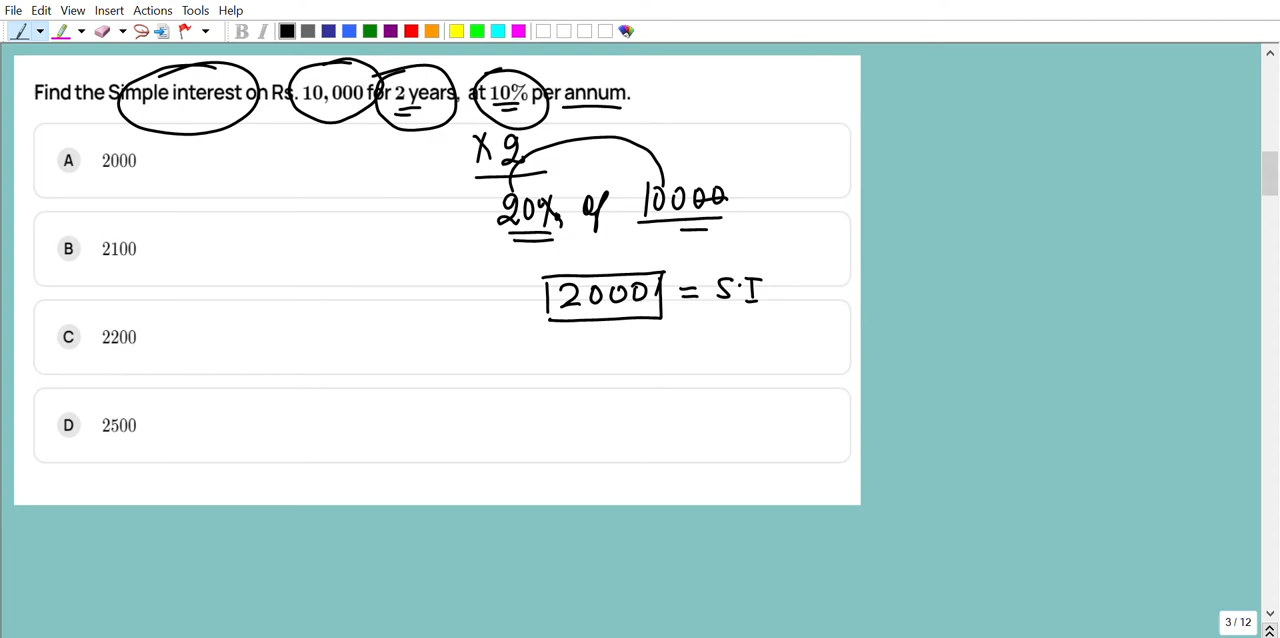 File Edit View Insert Actions Tools Help
B I
Find the Simple interest on Rs. 10,000 for 2 years, at 10% per annum.
× 2
A 2000
20% of 10000
B 2100
2000 = S.I
C 2200
D 2500
3 / 12